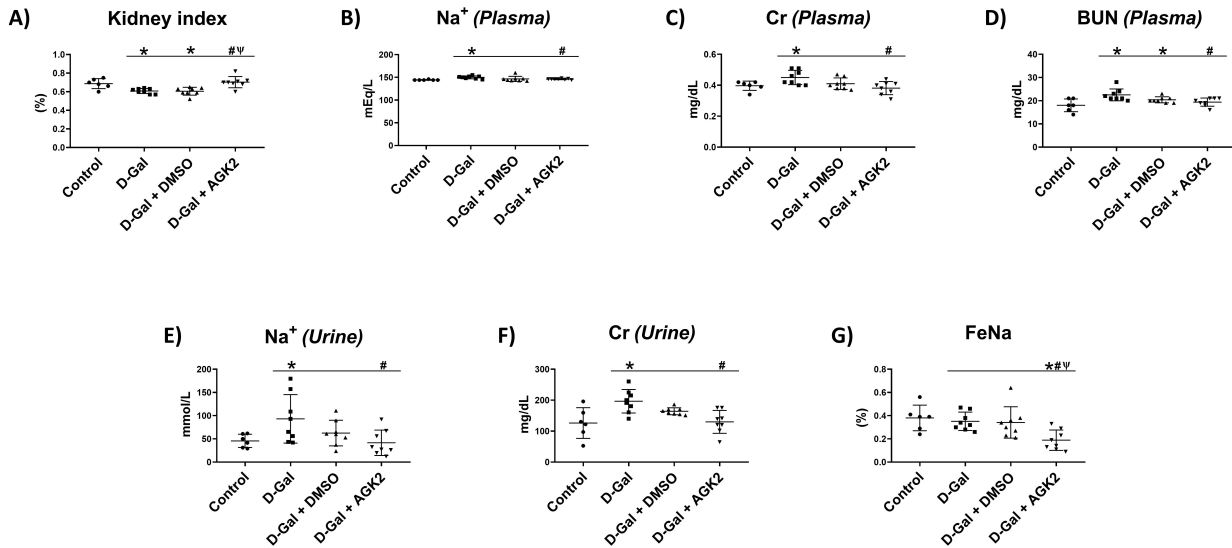 A)
Kidney index
* * #Ψ
1.0
0.8
0.6
0.4
0.2
0.0
(%)
Control
D-Gal
D-Gal + DMSO
D-Gal + AGK2
B)
Na+ (Plasma)
* #
200
150
100
50
0
mEq/L
Control
D-Gal
D-Gal + DMSO
D-Gal + AGK2
C)
Cr (Plasma)
* #
0.6
0.4
0.2
0.0
mg/dL
Control
D-Gal
D-Gal + DMSO
D-Gal + AGK2
D)
BUN (Plasma)
* * #
40
30
20
10
0
mg/dL
Control
D-Gal
D-Gal + DMSO
D-Gal + AGK2
E)
Na+ (Urine)
* #
200
150
100
50
0
mmol/L
Control
D-Gal
D-Gal + DMSO
D-Gal + AGK2
F)
Cr (Urine)
* #
300
200
100
0
mg/dL
Control
D-Gal
D-Gal + DMSO
D-Gal + AGK2
G)
FeNa
*#Ψ
0.8
0.6
0.4
0.2
0.0
(%)
Control
D-Gal
D-Gal + DMSO
D-Gal + AGK2